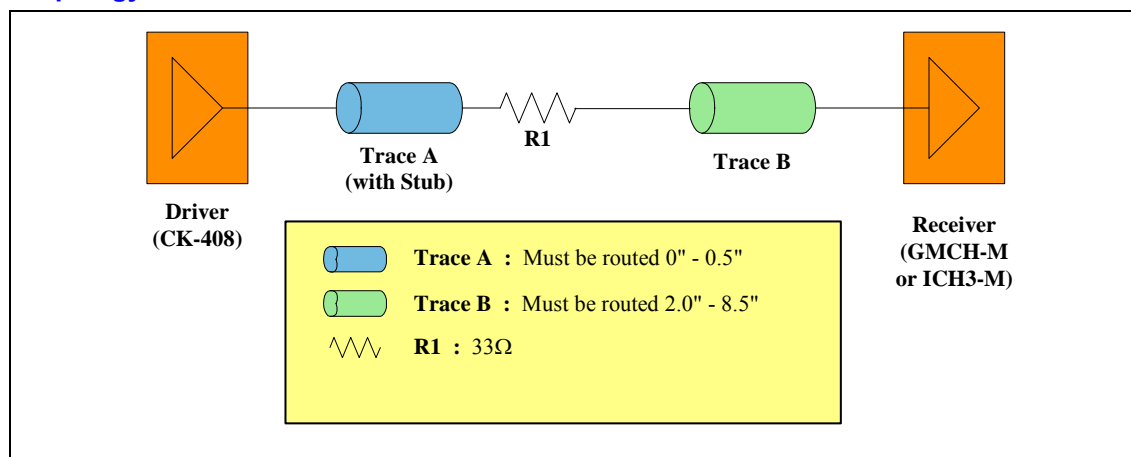 R1
Trace A
(with Stub)
Trace B
Driver
(CK-408)
Receiver
(GMCH-M
or ICH3-M)
Trace A : Must be routed 0" - 0.5"
Trace B : Must be routed 2.0" - 8.5"
R1 : 33Ω